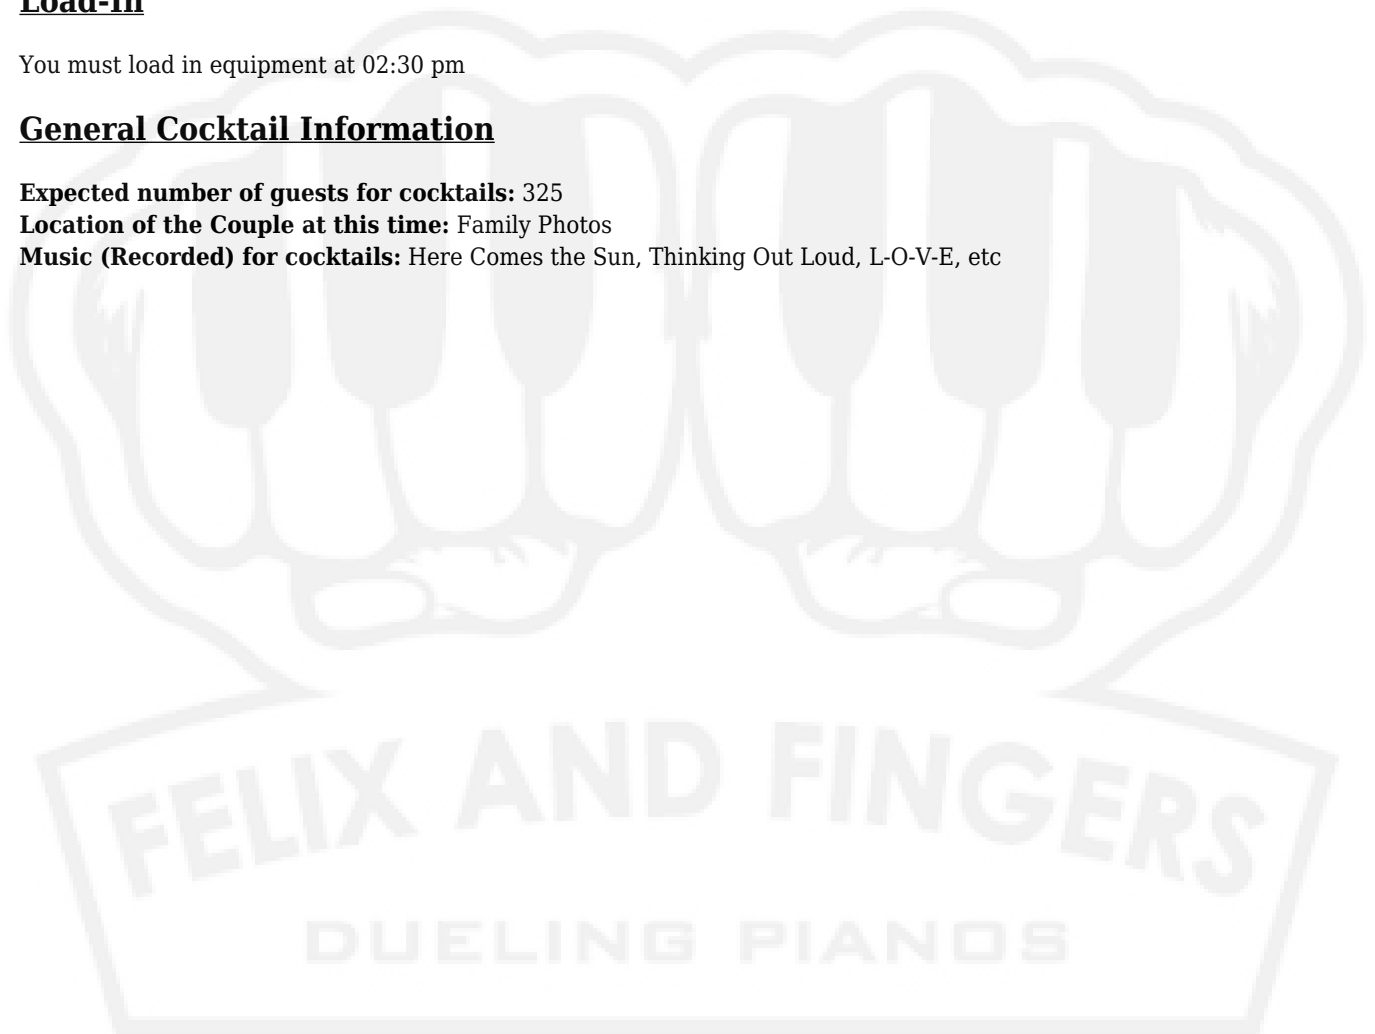 Load-In
You must load in equipment at 02:30 pm
General Cocktail Information
Expected number of guests for cocktails: 325
Location of the Couple at this time: Family Photos
Music (Recorded) for cocktails: Here Comes the Sun, Thinking Out Loud, L-O-V-E, etc
FELIX AND FINGERS
DUELING PIANOS